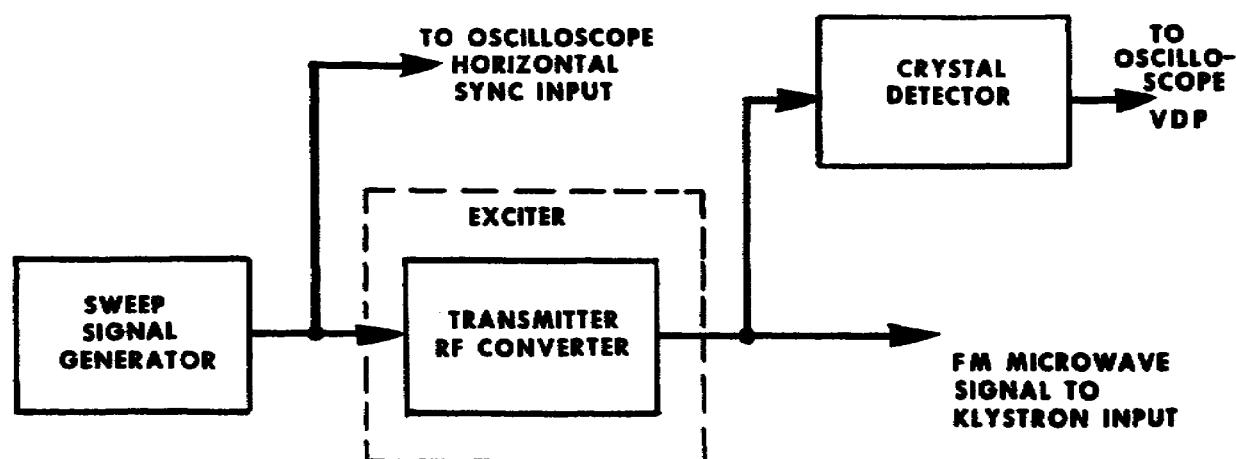 TO OSCILLOSCOPE
HORIZONTAL
SYNC INPUT
CRYSTAL
DETECTOR
TO
OSCILLO-
SCOPE
VDP
EXCITER
SWEEP
SIGNAL
GENERATOR
TRANSMITTER
RF CONVERTER
FM MICROWAVE
SIGNAL TO
KLYSTRON INPUT